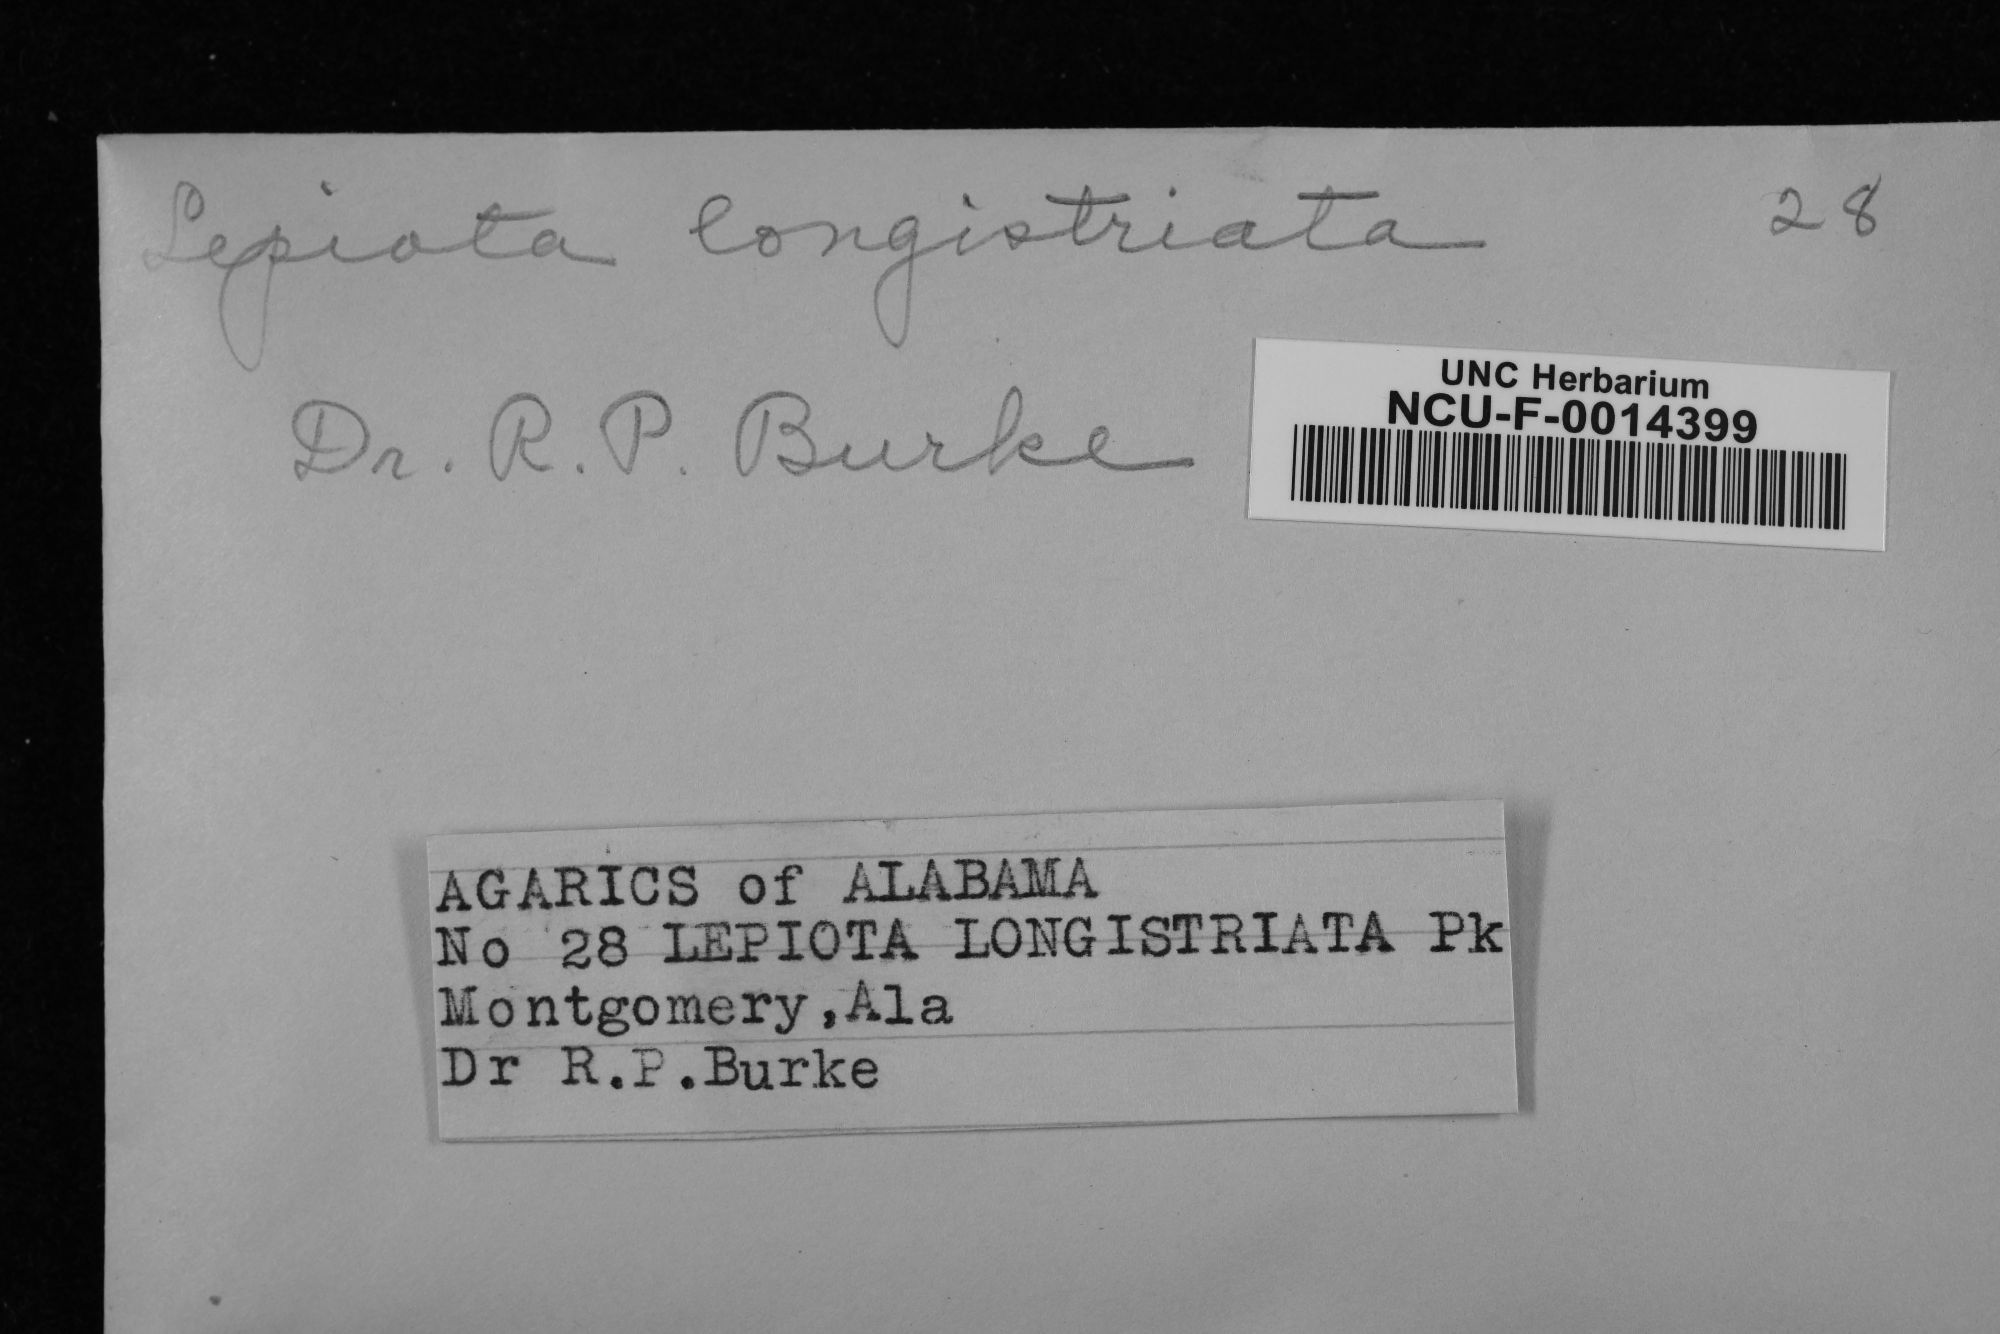 Lepiota longistriata 28
Dr. R. P. Burke
UNC Herbarium
NCU-F-0014399
AGARICS of ALABAMA
No 28 LEPIOTA LONGISTRIATA Pk
Montgomery,Ala
Dr R.P.Burke